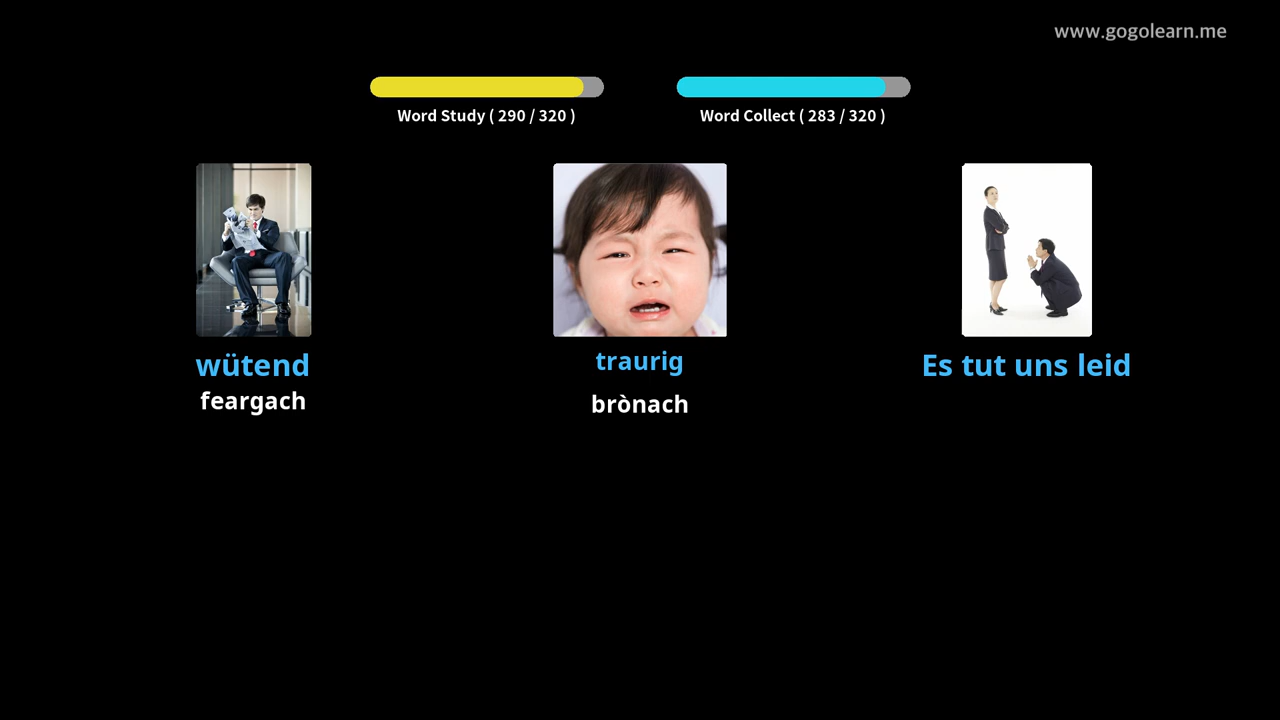 www.gogolearn.me
Word Study ( 290 / 320 )
Word Collect ( 283 / 320 )
wütend
feargach
traurig
brònach
Es tut uns leid